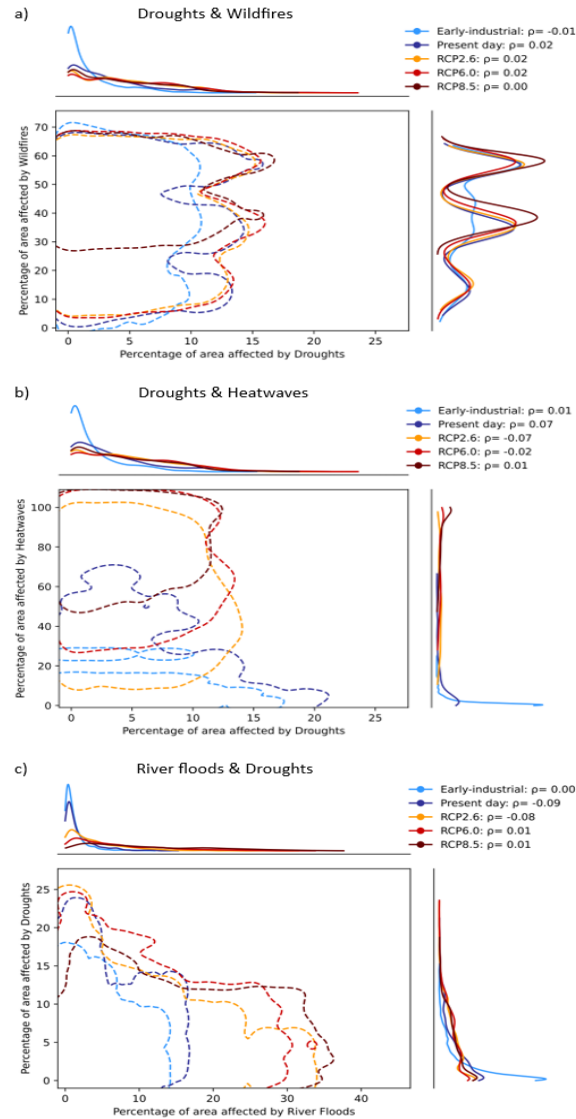 a)
Droughts & Wildfires
Early-industrial: ρ= -0.01
Present day: ρ= 0.02
RCP2.6: ρ= 0.02
RCP6.0: ρ= 0.02
RCP8.5: ρ= 0.00
Percentage of area affected by Wildfires
70
60
50
40
30
20
10
0
0 5 10 15 20 25
Percentage of area affected by Droughts
b)
Droughts & Heatwaves
Early-industrial: ρ= 0.01
Present day: ρ= 0.07
RCP2.6: ρ= -0.07
RCP6.0: ρ= -0.02
RCP8.5: ρ= 0.01
Percentage of area affected by Heatwaves
100
80
60
40
20
0
0 5 10 15 20 25
Percentage of area affected by Droughts
c)
River floods & Droughts
Early-industrial: ρ= 0.00
Present day: ρ= -0.09
RCP2.6: ρ= -0.08
RCP6.0: ρ= 0.01
RCP8.5: ρ= 0.01
Percentage of area affected by Droughts
25
20
15
10
5
0
0 10 20 30 40
Percentage of area affected by River Floods